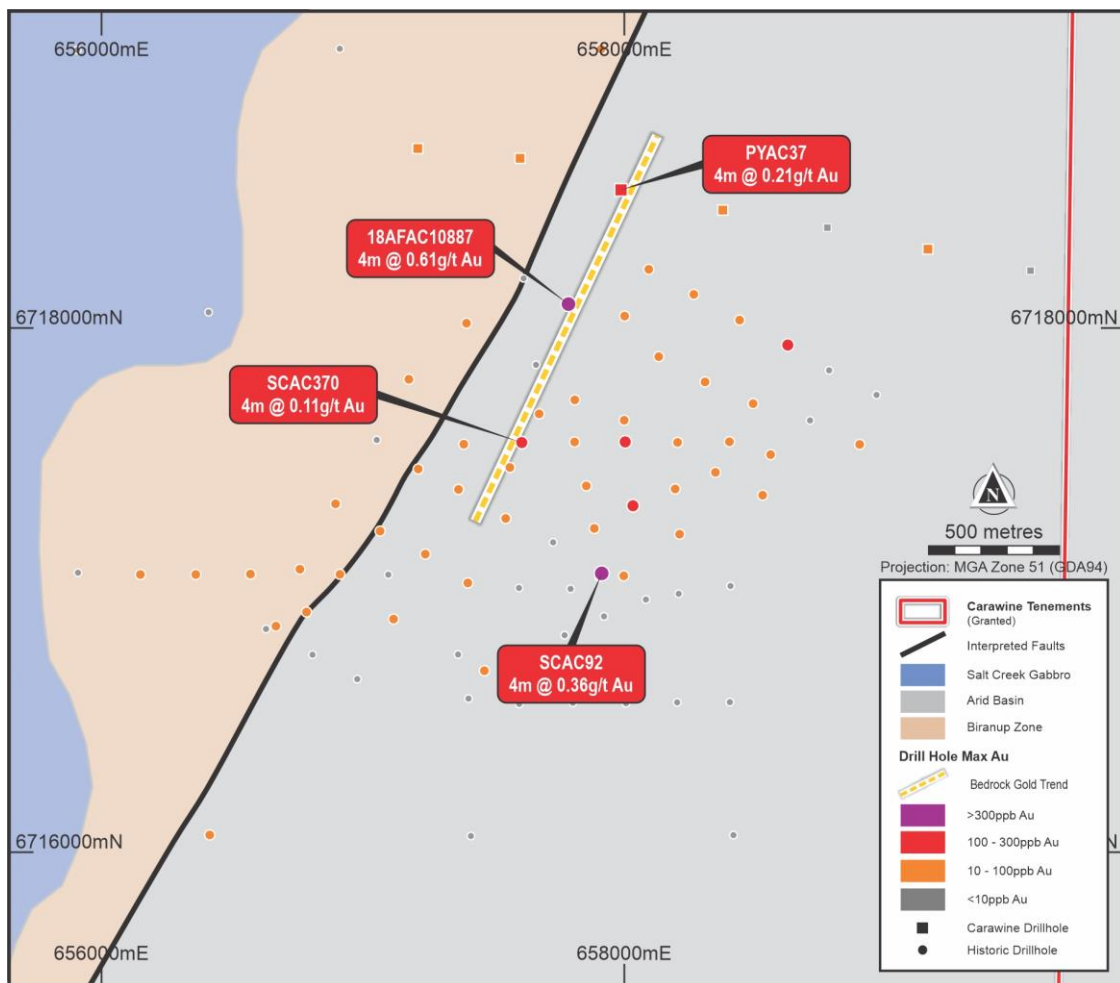 656000mE
658000mE
PYAC37
4m @ 0.21g/t Au
18AFAC10887
4m @ 0.61g/t Au
6718000mN
6718000mN
SCAC370
4m @ 0.11g/t Au
N
500 metres
Projection: MGA Zone 51 (GDA94)
SCAC92
4m @ 0.36g/t Au
Carawine Tenements
(Granted)
Interpreted Faults
Salt Creek Gabbro
Arid Basin
Biranup Zone
Drill Hole Max Au
Bedrock Gold Trend
>300ppb Au
100 - 300ppb Au
10 - 100ppb Au
<10ppb Au
Carawine Drillhole
Historic Drillhole
6716000mN
656000mE
658000mE